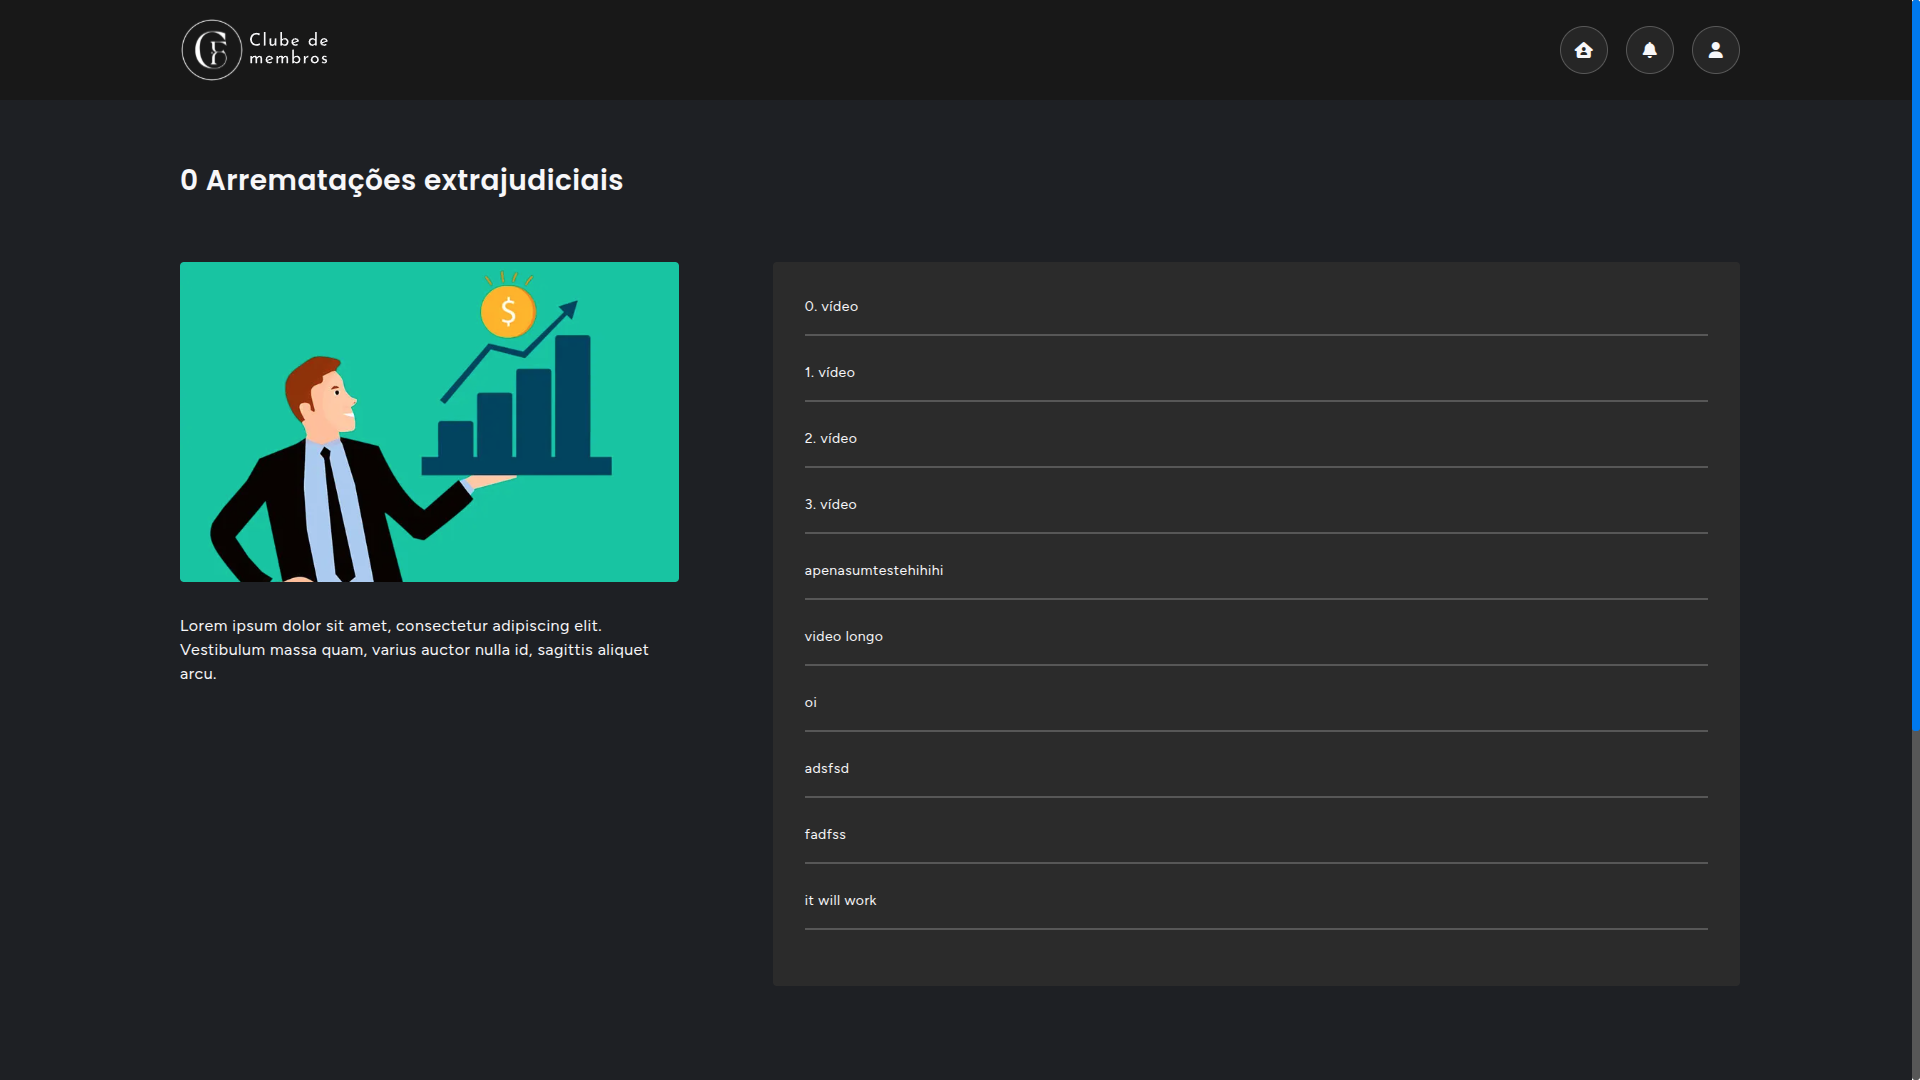 Clube de
membros
0 Arrematações extrajudiciais
$
Lorem ipsum dolor sit amet, consectetur adipiscing elit.
Vestibulum massa quam, varius auctor nulla id, sagittis aliquet
arcu.
0. vídeo
1. vídeo
2. vídeo
3. vídeo
apenasumtestehihihi
video longo
oi
adsfsd
fadfss
it will work